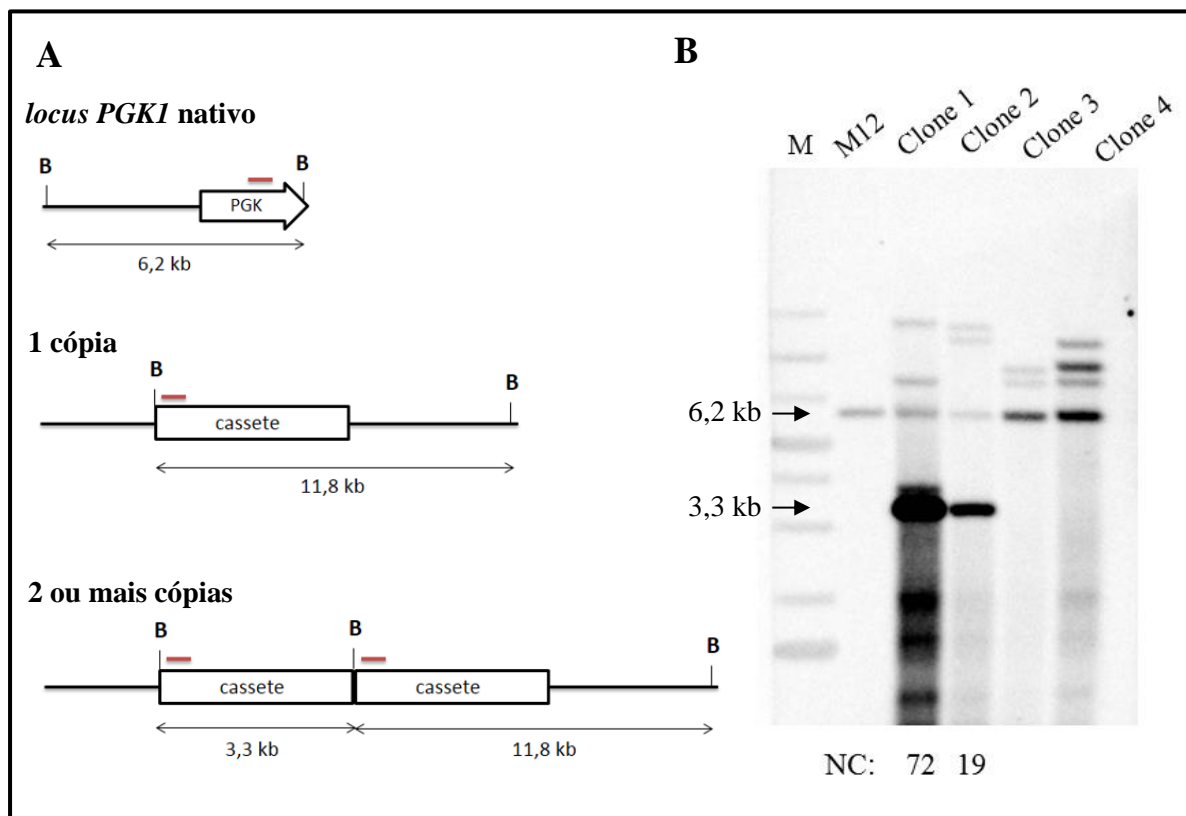 A
locus PGK1 nativo
B B
PGK
6,2 kb
1 cópia
B B
cassete
11,8 kb
2 ou mais cópias
B B B
cassete cassete
3,3 kb 11,8 kb
B
M M12 Clone 1 Clone 2 Clone 3 Clone 4
6,2 kb
3,3 kb
NC: 72 19